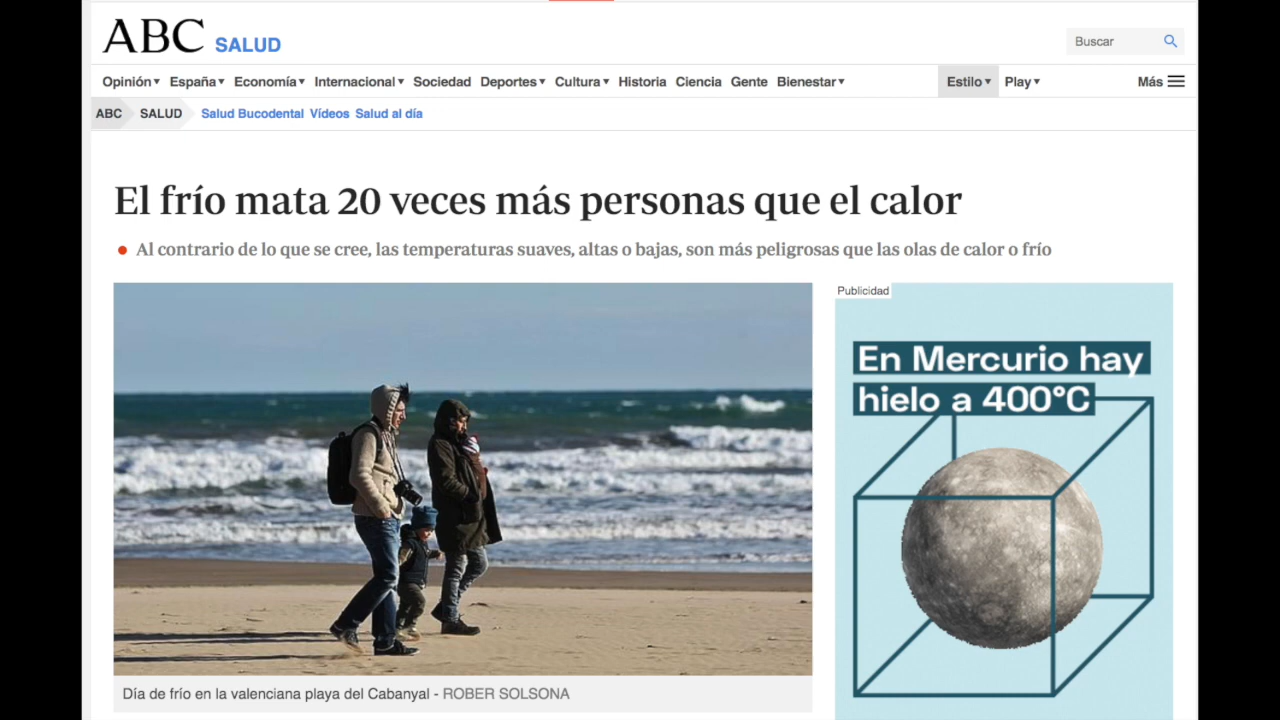 ABC SALUD
Buscar
Opinión España Economía Internacional Sociedad Deportes Cultura Historia Ciencia Gente Bienestar Estilo Play Más
ABC SALUD Salud Bucodental Vídeos Salud al día
El frío mata 20 veces más personas que el calor
Al contrario de lo que se cree, las temperaturas suaves, altas o bajas, son más peligrosas que las olas de calor o frío
Publicidad
En Mercurio hay
hielo a 400°C
Día de frío en la valenciana playa del Cabanyal - ROBER SOLSONA